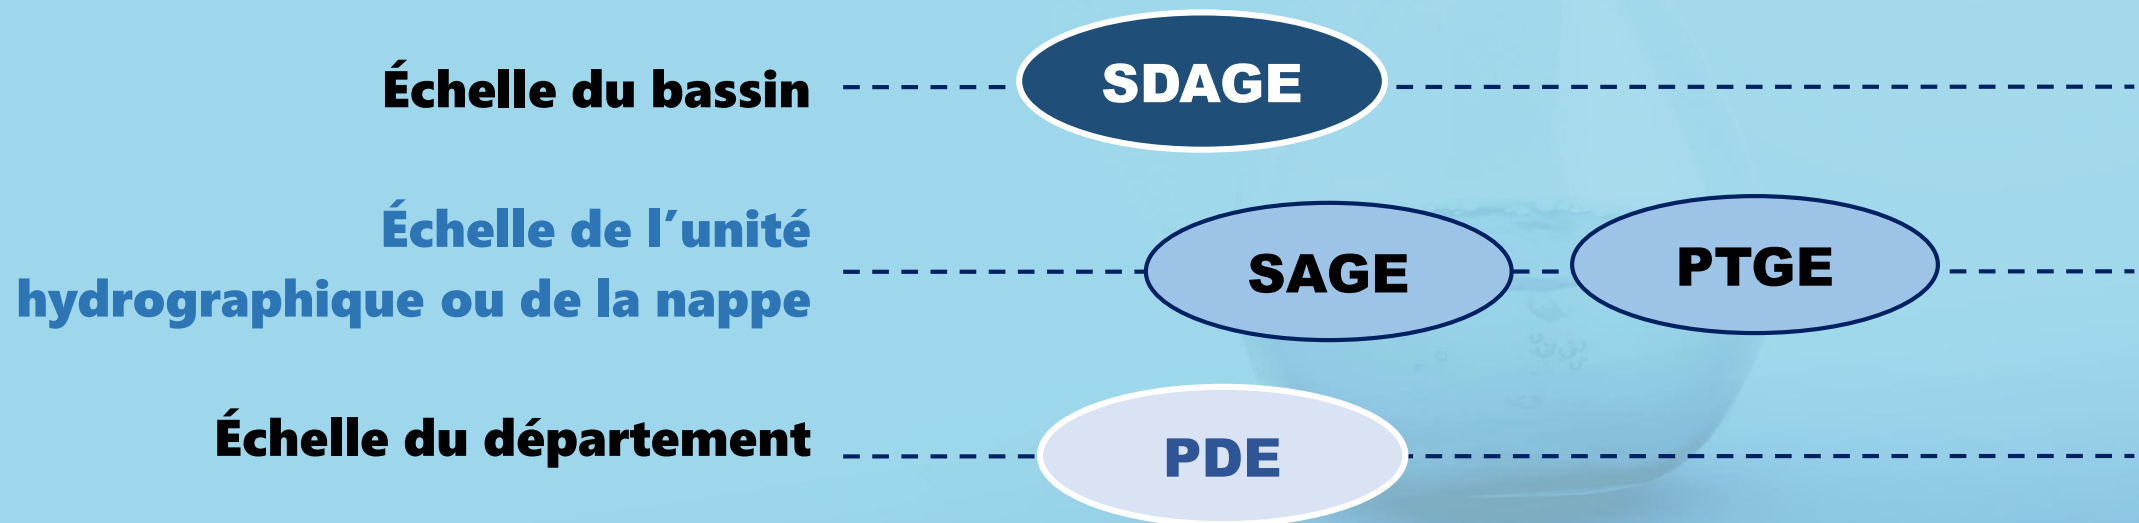 Échelle du bassin
SDAGE
Échelle de l’unité
hydrographique ou de la nappe
SAGE
PTGE
Échelle du département
PDE